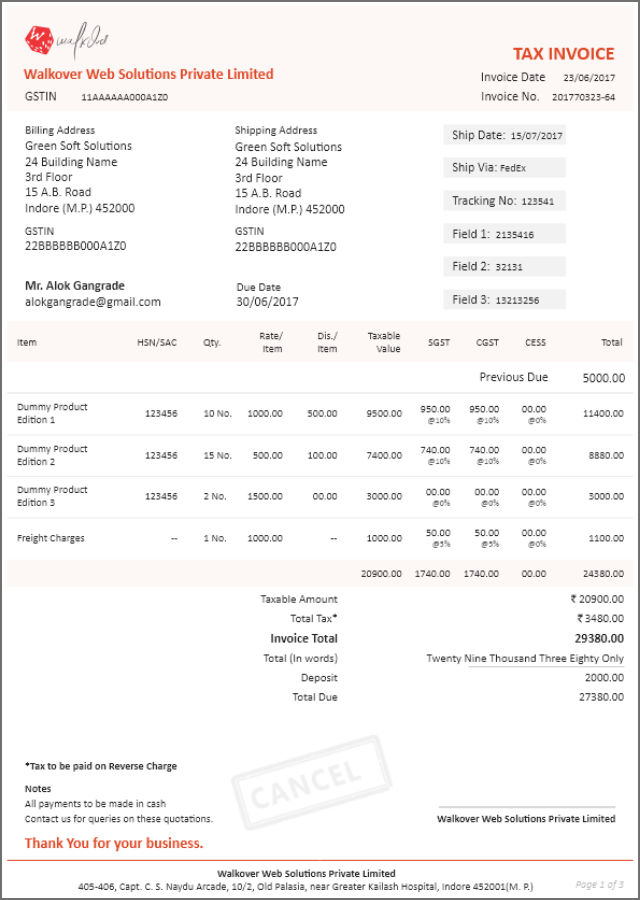 Walkover Web Solutions Private Limited
GSTIN 11AAAAAA000A1Z0
TAX INVOICE
Invoice Date 23/06/2017
Invoice No. 201770323-64
Billing Address
Green Soft Solutions
24 Building Name
3rd Floor
15 A.B. Road
Indore (M.P.) 452000
GSTIN
22BBBBBB000A1Z0
Shipping Address
Green Soft Solutions
24 Building Name
3rd Floor
15 A.B. Road
Indore (M.P.) 452000
GSTIN
22BBBBBB000A1Z0
Ship Date: 15/07/2017
Ship Via: FedEx
Tracking No: 123541
Field 1: 2135416
Field 2: 32131
Field 3: 13213256
Mr. Alok Gangrade
alokgangrade@gmail.com
Due Date
30/06/2017
Item HSN/SAC Qty. Rate/ Item Dis./ Item Taxable Value SGST CGST CESS Total
Previous Due 5000.00
Dummy Product Edition 1 123456 10 No. 1000.00 500.00 9500.00 950.00 @10% 950.00 @10% 00.00 @0% 11400.00
Dummy Product Edition 2 123456 15 No. 500.00 100.00 7400.00 740.00 @10% 740.00 @10% 00.00 @0% 8880.00
Dummy Product Edition 3 123456 2 No. 1500.00 00.00 3000.00 00.00 @0% 00.00 @0% 00.00 @0% 3000.00
Freight Charges -- 1 No. 1000.00 -- 1000.00 50.00 @5% 50.00 @5% 00.00 @0% 1100.00
20900.00 1740.00 1740.00 00.00 24380.00
Taxable Amount ₹ 20900.00
Total Tax* ₹ 3480.00
Invoice Total 29380.00
Total (In words) Twenty Nine Thousand Three Eighty Only
Deposit 2000.00
Total Due 27380.00
*Tax to be paid on Reverse Charge
Notes
All payments to be made in cash
Contact us for queries on these quotations.
CANCEL
Walkover Web Solutions Private Limited
Thank You for your business.
Walkover Web Solutions Private Limited
405-406, Capt. C. S. Naydu Arcade, 10/2, Old Palasia, near Greater Kailash Hospital, Indore 452001(M. P.)
Page 1 of 3